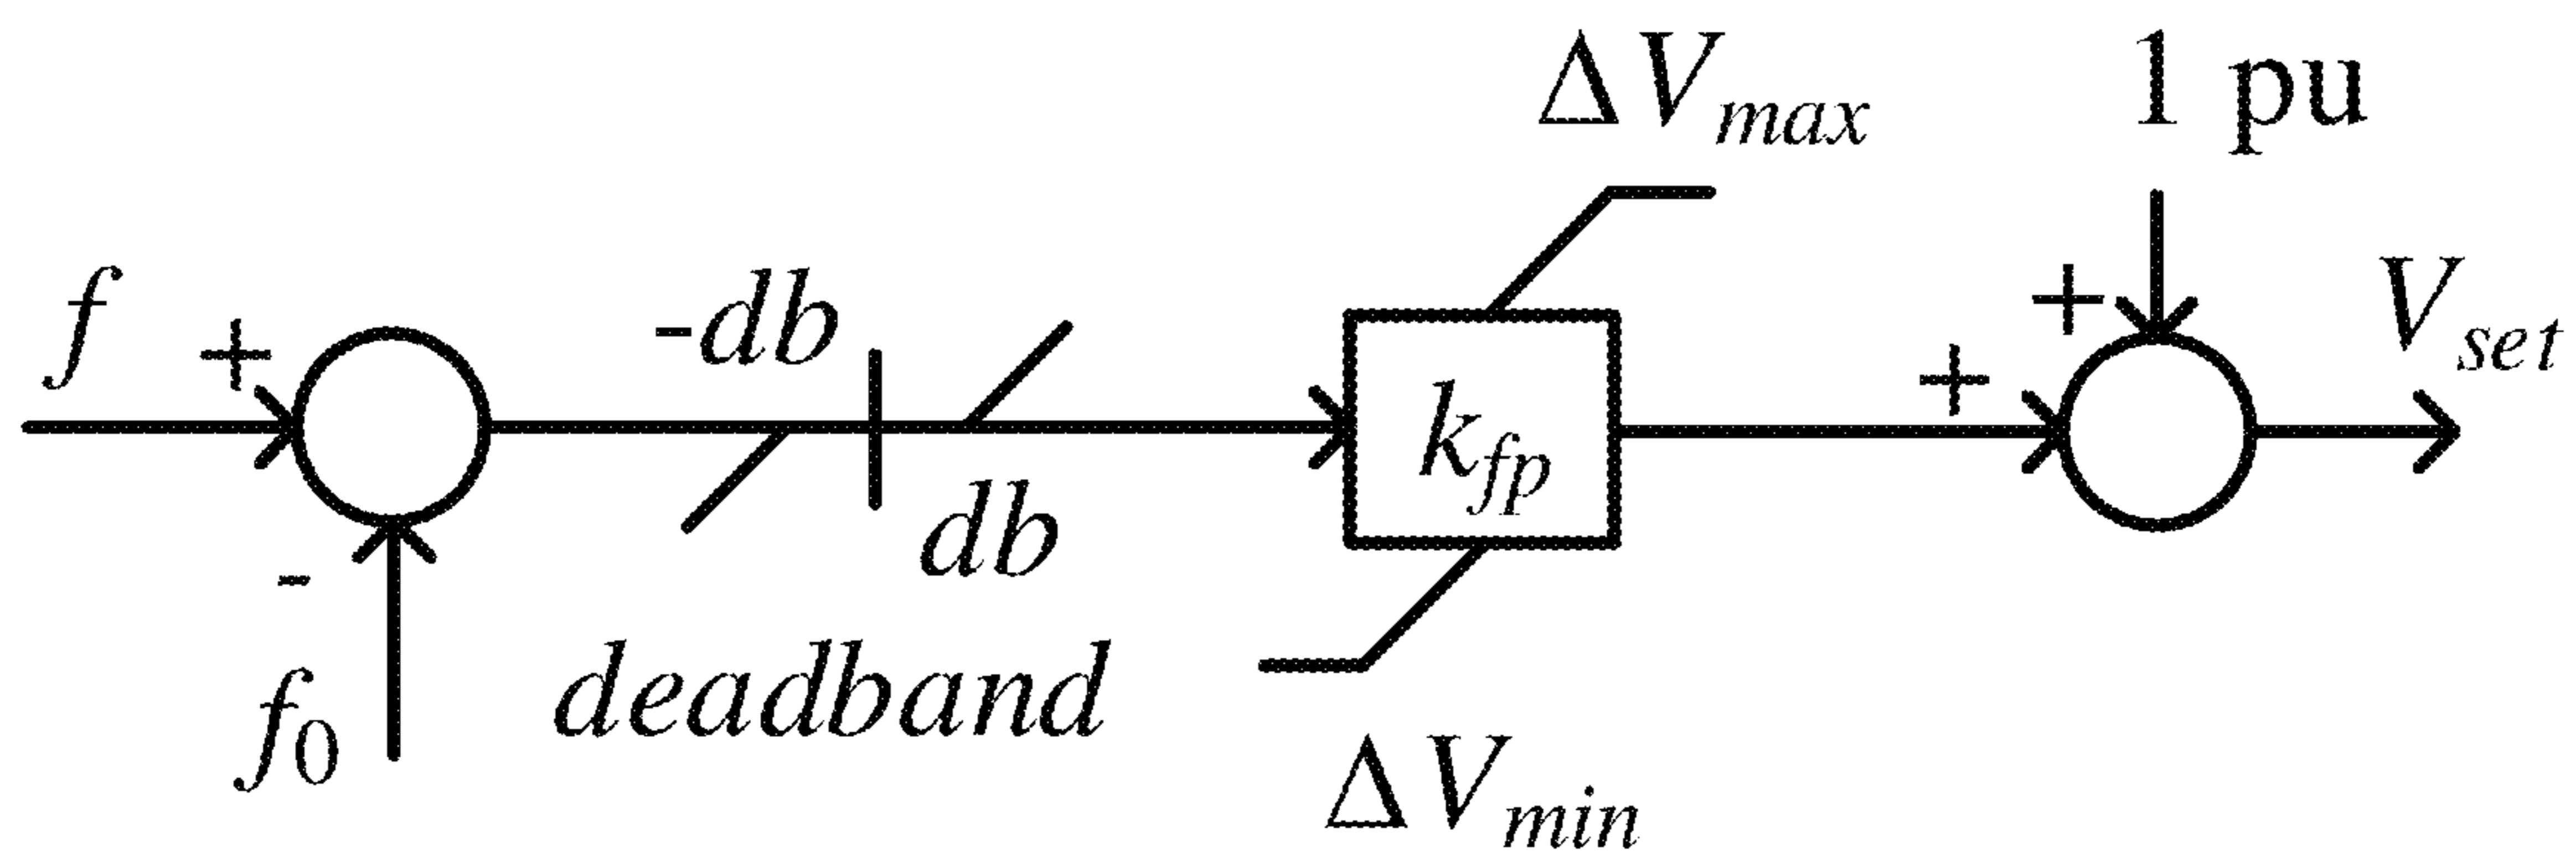 ΔVmax
1 pu
f
+
-db
+
+
Vset
kfp
db
-
f0
deadband
ΔVmin